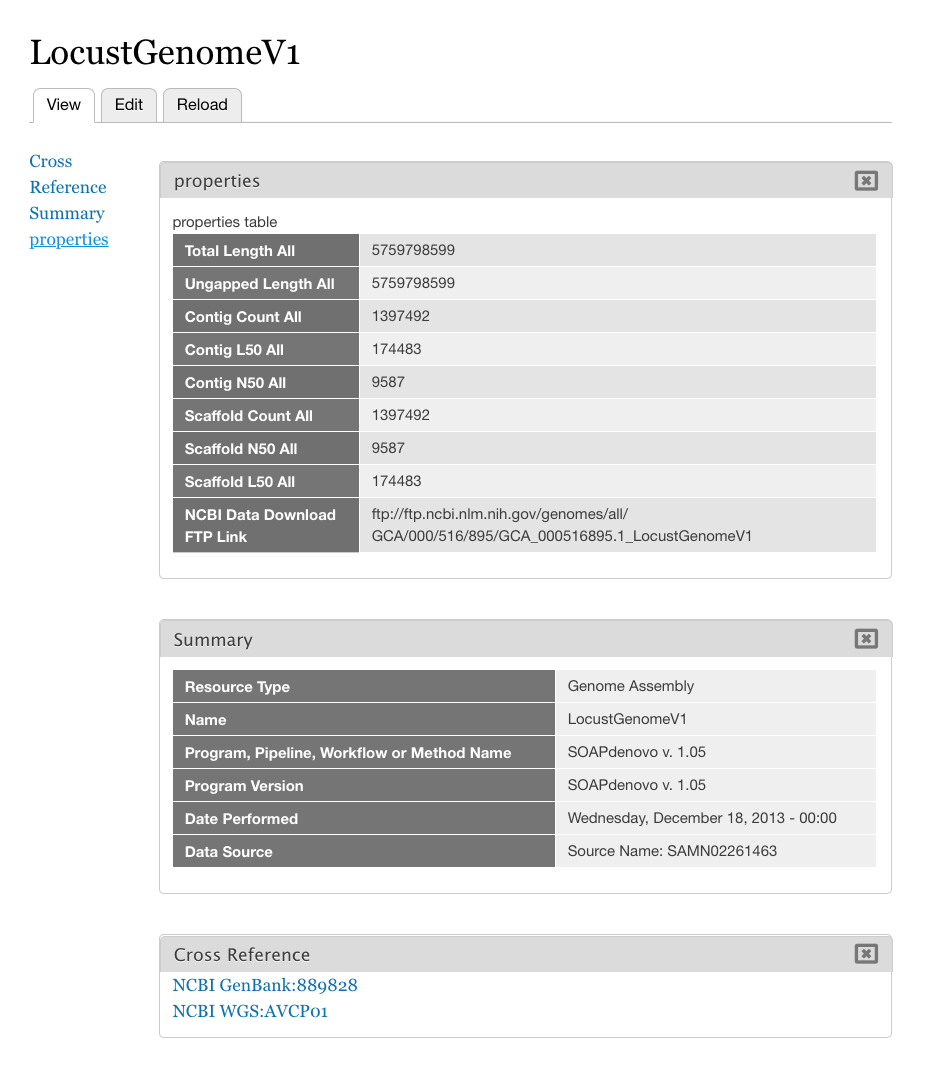 LocustGenomeV1
View Edit Reload
Cross
Reference
Summary
properties
properties
properties table
Total Length All 5759798599
Ungapped Length All 5759798599
Contig Count All 1397492
Contig L50 All 174483
Contig N50 All 9587
Scaffold Count All 1397492
Scaffold N50 All 9587
Scaffold L50 All 174483
NCBI Data Download ftp://ftp.ncbi.nlm.nih.gov/genomes/all/
FTP Link GCA/000/516/895/GCA_000516895.1_LocustGenomeV1
Summary
Resource Type Genome Assembly
Name LocustGenomeV1
Program, Pipeline, Workflow or Method Name SOAPdenovo v. 1.05
Program Version SOAPdenovo v. 1.05
Date Performed Wednesday, December 18, 2013 - 00:00
Data Source Source Name: SAMN02261463
Cross Reference
NCBI GenBank:889828
NCBI WGS:AVCP01